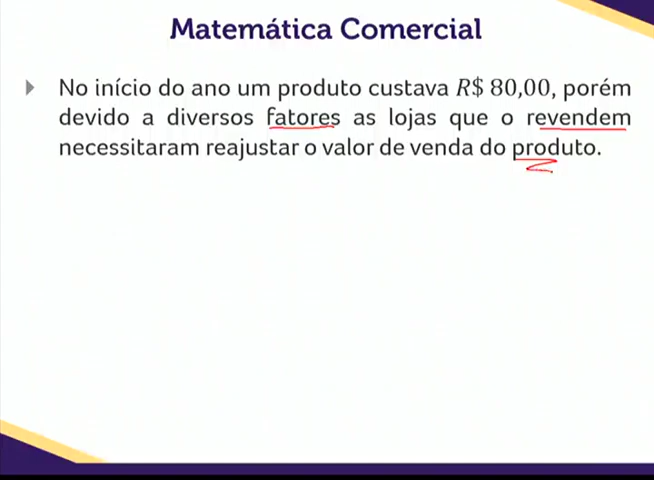 Matemática Comercial
No início do ano um produto custava R$ 80,00, porém
devido a diversos fatores as lojas que o revendem
necessitaram reajustar o valor de venda do produto.